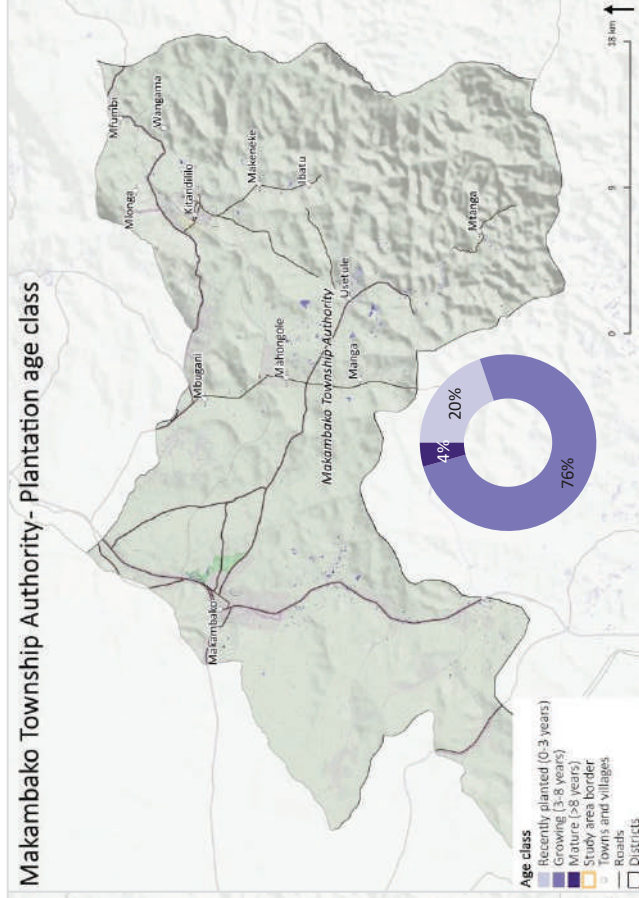 Makambako Township Authority- Plantation age class
Mfumbi
Wangama
Mlonga
Kitandililo
Makeneke
Ibatu
Mbugani
Mahongole
Usetule
Makambako Township Authority
Manga
Mtanga
Makambako
20%
4%
76%
Age class
Recently planted (0-3 years)
Growing (3-8 years)
Mature (>8 years)
Study area border
Towns and villages
Roads
Districts
0
9
18 km